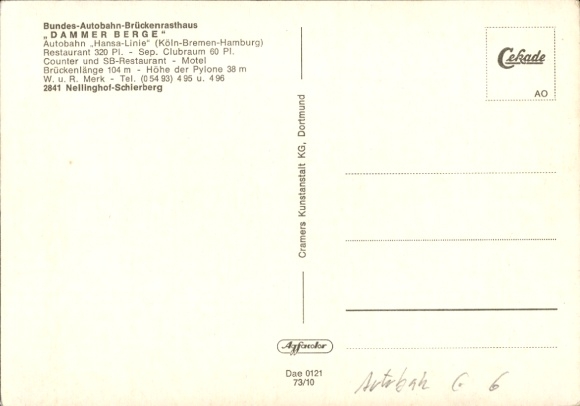 Bundes-Autobahn-Brückenrasthaus
„DAMMER BERGE“
Autobahn „Hansa-Linie“ (Köln-Bremen-Hamburg)
Restaurant 320 Pl. - Sep. Clubraum 60 Pl.
Counter und SB-Restaurant - Motel
Brückenlänge 104 m - Höhe der Pylone 38 m
W. u. R. Merk - Tel. (0 54 93) 4 95 u. 4 96
2841 Nellinghof-Schierberg
Cekade
AO
Cramers Kunstanstalt KG, Dortmund
Agfacolor
Dae 0121
73/10
Autobah 6